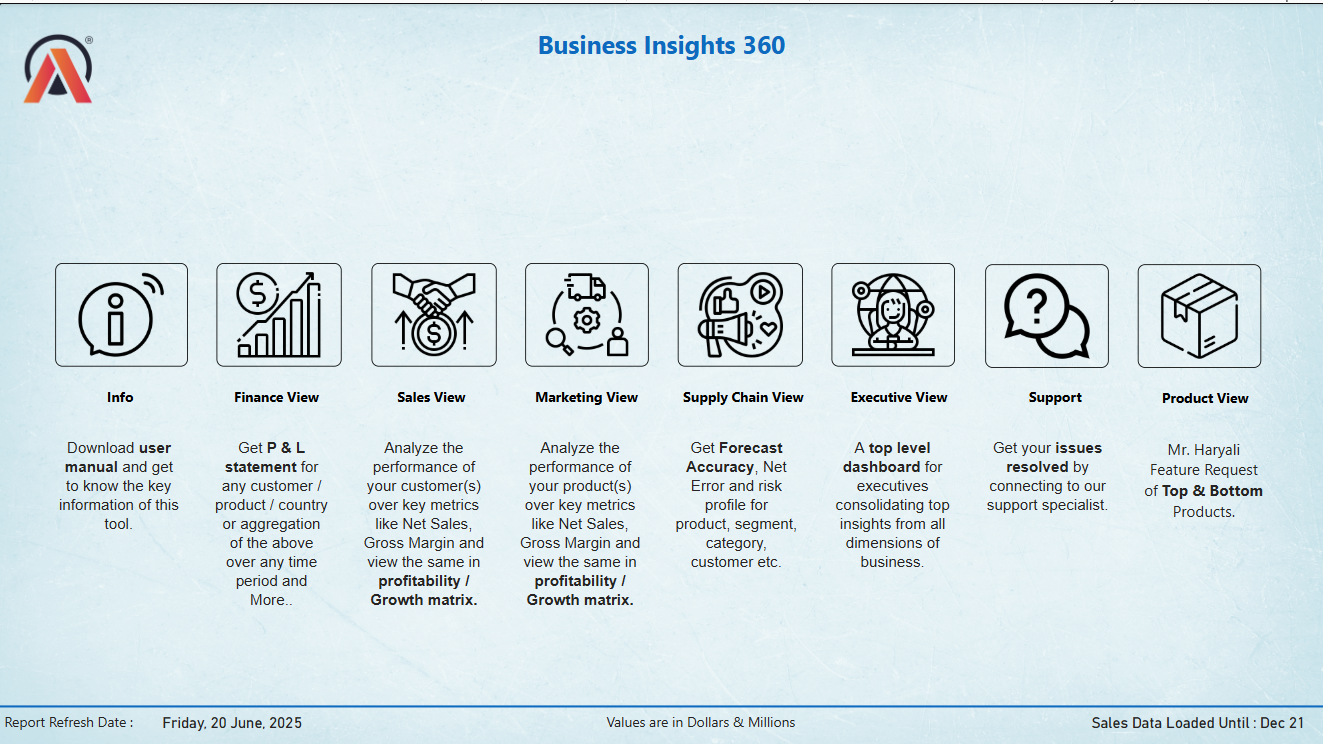 Business Insights 360
®
Info
Download user
manual and get
to know the key
information of this
tool.
Finance View
Get P & L
statement for
any customer /
product / country
or aggregation
of the above
over any time
period and
More..
Sales View
Analyze the
performance of
your customer(s)
over key metrics
like Net Sales,
Gross Margin and
view the same in
profitability /
Growth matrix.
Marketing View
Analyze the
performance of
your product(s)
over key metrics
like Net Sales,
Gross Margin and
view the same in
profitability /
Growth matrix.
Supply Chain View
Get Forecast
Accuracy, Net
Error and risk
profile for
product, segment,
category,
customer etc.
Executive View
A top level
dashboard for
executives
consolidating top
insights from all
dimensions of
business.
Support
Get your issues
resolved by
connecting to our
support specialist.
Product View
Mr. Haryali
Feature Request
of Top & Bottom
Products.
Report Refresh Date : Friday, 20 June, 2025
Values are in Dollars & Millions
Sales Data Loaded Until : Dec 21